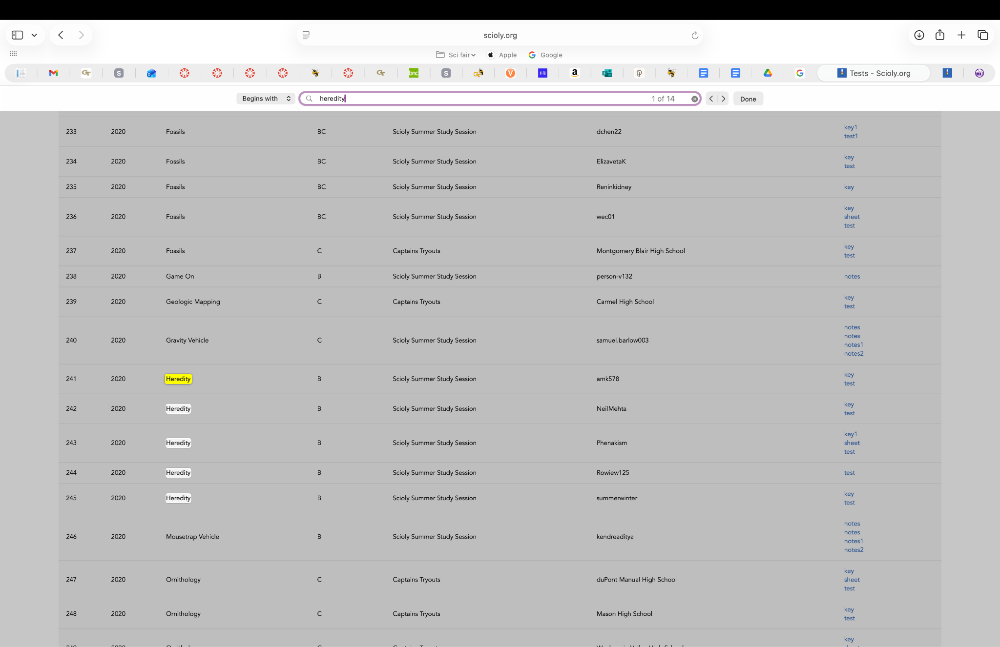 scioly.org
Sci fair Apple Google
Tests - Scioly.org
Begins with heredity 1 of 14 Done
233 2020 Fossils BC Scioly Summer Study Session dchen22 key1
test1
234 2020 Fossils BC Scioly Summer Study Session ElizavetaK key
test
235 2020 Fossils BC Scioly Summer Study Session Reninkidney key
236 2020 Fossils BC Scioly Summer Study Session wec01 key
sheet
test
237 2020 Fossils C Captains Tryouts Montgomery Blair High School key
test
238 2020 Game On B Scioly Summer Study Session person-v132 notes
239 2020 Geologic Mapping C Captains Tryouts Carmel High School key
test
240 2020 Gravity Vehicle C Scioly Summer Study Session samuel.barlow003 notes
notes
notes1
notes2
241 2020 Heredity B Scioly Summer Study Session amk578 key
test
242 2020 Heredity B Scioly Summer Study Session NeilMehta key
test
243 2020 Heredity B Scioly Summer Study Session Phenakism key1
sheet
test
244 2020 Heredity B Scioly Summer Study Session Rowiew125 test
245 2020 Heredity B Scioly Summer Study Session summerwinter key
test
246 2020 Mousetrap Vehicle B Scioly Summer Study Session kendreaditya notes
notes
notes1
notes2
247 2020 Ornithology C Captains Tryouts duPont Manual High School key
sheet
test
248 2020 Ornithology C Captains Tryouts Mason High School key
test
key